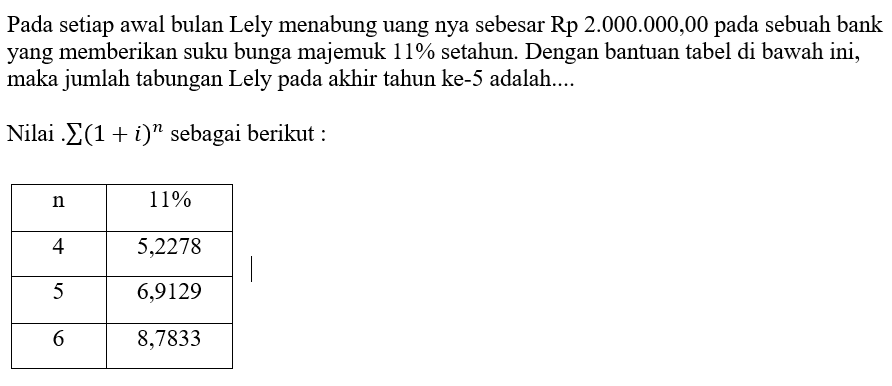 Pada setiap awal bulan Lely menabung uang nya sebesar Rp 2.000.000,00 pada sebuah bank
yang memberikan suku bunga majemuk 11% setahun. Dengan bantuan tabel di bawah ini,
maka jumlah tabungan Lely pada akhir tahun ke-5 adalah....
Nilai .∑(1 + i)ⁿ sebagai berikut :
n 11%
4 5,2278
5 6,9129
6 8,7833